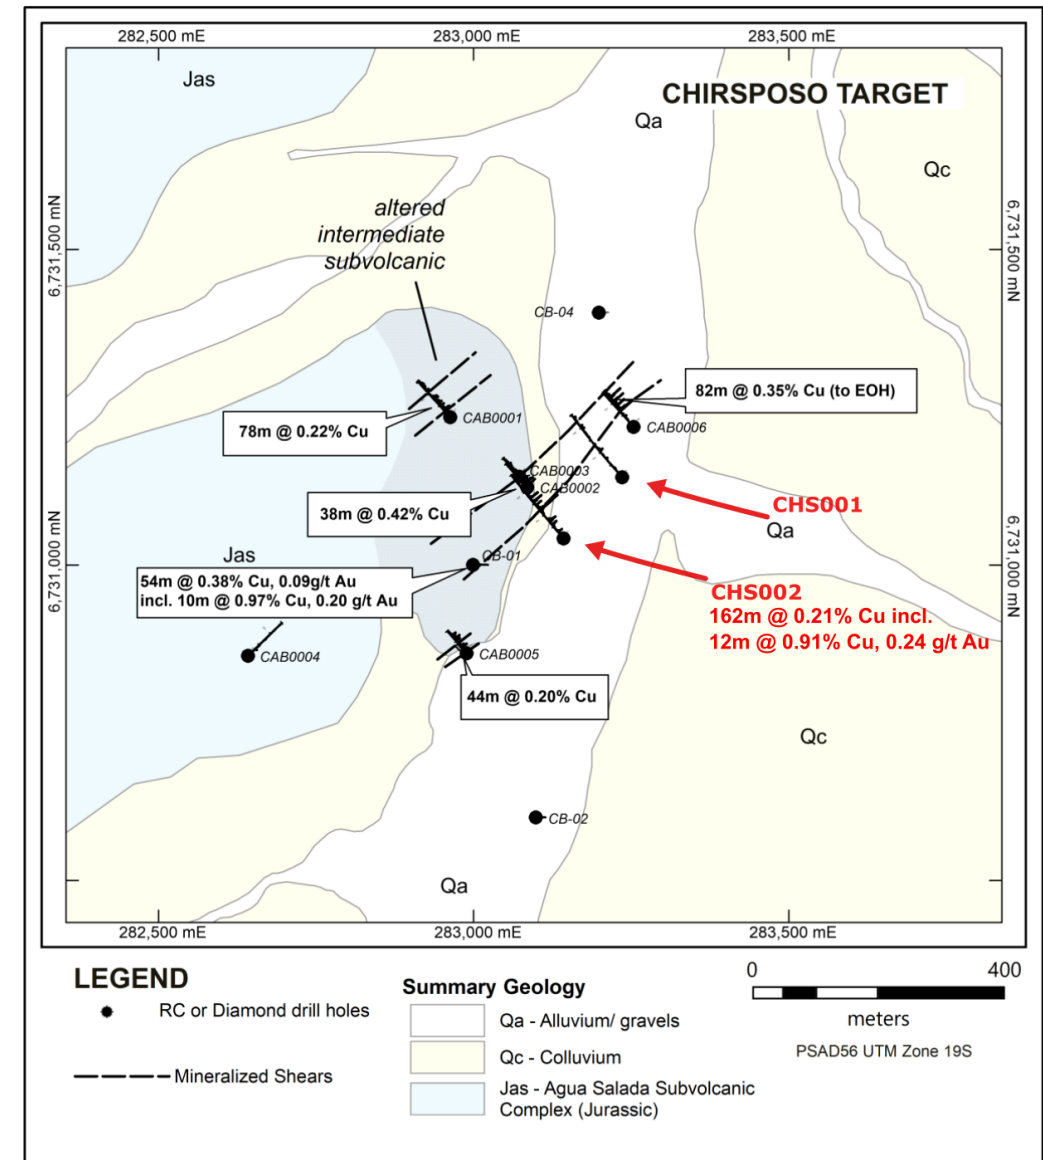 282,500 mE
283,000 mE
283,500 mE
Jas
CHIRSPOSO TARGET
Qa
Qc
altered
intermediate
subvolcanic
6,731,500 mN
6,731,500 mN
CB-04
82m @ 0.35% Cu (to EOH)
CAB0001
78m @ 0.22% Cu
CAB0006
CAB0003
CAB0002
38m @ 0.42% Cu
CHS001
Qa
Jas
CB-01
6,731,000 mN
6,731,000 mN
54m @ 0.38% Cu, 0.09g/t Au
incl. 10m @ 0.97% Cu, 0.20 g/t Au
CHS002
162m @ 0.21% Cu incl.
12m @ 0.91% Cu, 0.24 g/t Au
CAB0004
CAB0005
44m @ 0.20% Cu
Qc
CB-02
Qa
282,500 mE
283,000 mE
283,500 mE
LEGEND
RC or Diamond drill holes
Mineralized Shears
Summary Geology
Qa - Alluvium/ gravels
Qc - Colluvium
Jas - Agua Salada Subvolcanic
Complex (Jurassic)
0
400
meters
PSAD56 UTM Zone 19S